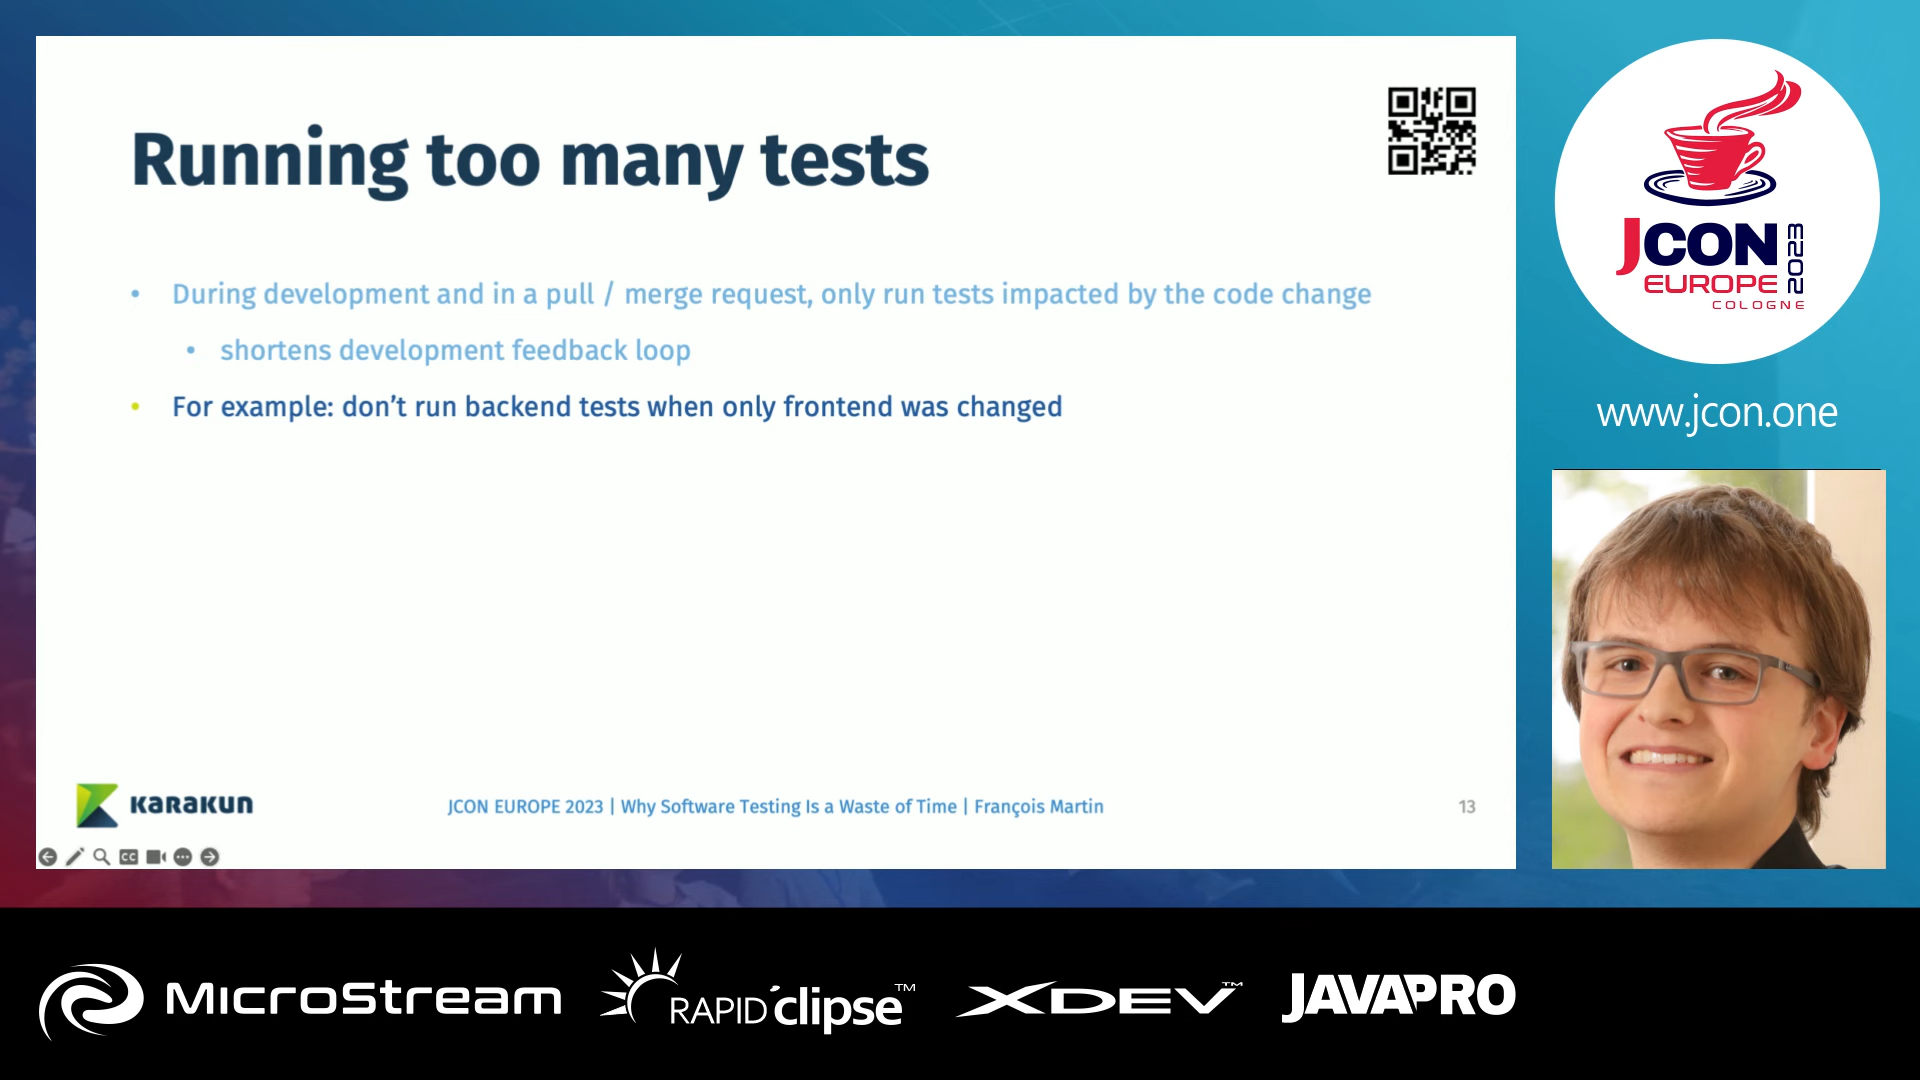 Running too many tests
• During development and in a pull / merge request, only run tests impacted by the code change
• shortens development feedback loop
• For example: don’t run backend tests when only frontend was changed
KARAKUN
JCON EUROPE 2023 | Why Software Testing Is a Waste of Time | François Martin
13
CC
JCON
2023
EUROPE
COLOGNE
www.jcon.one
MICROSTREAM
RAPID'clipse™
XDEV™
JAVAPRO